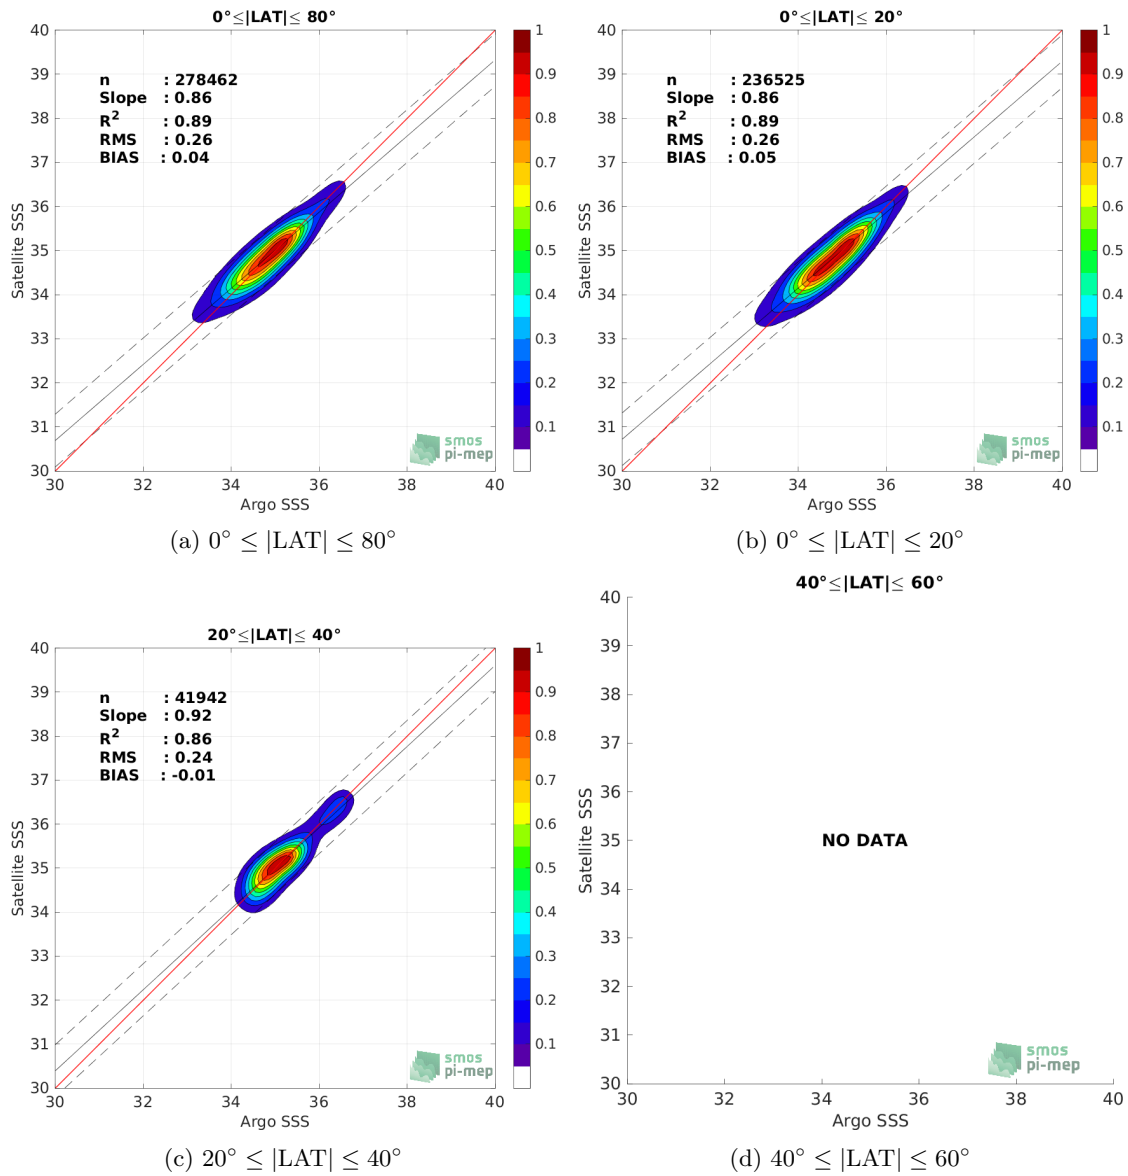 0°≤|LAT|≤ 80°
n : 278462
Slope : 0.86
R² : 0.89
RMS : 0.26
BIAS : 0.04
Satellite SSS
40
39
38
37
36
35
34
33
32
31
30
30 32 34 36 38 40
Argo SSS
1
0.9
0.8
0.7
0.6
0.5
0.4
0.3
0.2
0.1
smos
pi-mep
(a) 0° ≤ |LAT| ≤ 80°
0°≤|LAT|≤ 20°
n : 236525
Slope : 0.86
R² : 0.89
RMS : 0.26
BIAS : 0.05
Satellite SSS
40
39
38
37
36
35
34
33
32
31
30
30 32 34 36 38 40
Argo SSS
1
0.9
0.8
0.7
0.6
0.5
0.4
0.3
0.2
0.1
smos
pi-mep
(b) 0° ≤ |LAT| ≤ 20°
20°≤|LAT|≤ 40°
n : 41942
Slope : 0.92
R² : 0.86
RMS : 0.24
BIAS : -0.01
Satellite SSS
40
39
38
37
36
35
34
33
32
31
30
30 32 34 36 38 40
Argo SSS
1
0.9
0.8
0.7
0.6
0.5
0.4
0.3
0.2
0.1
smos
pi-mep
(c) 20° ≤ |LAT| ≤ 40°
40°≤|LAT|≤ 60°
Satellite SSS
40
39
38
37
36
35
34
33
32
31
30
NO DATA
30 32 34 36 38 40
Argo SSS
smos
pi-mep
(d) 40° ≤ |LAT| ≤ 60°